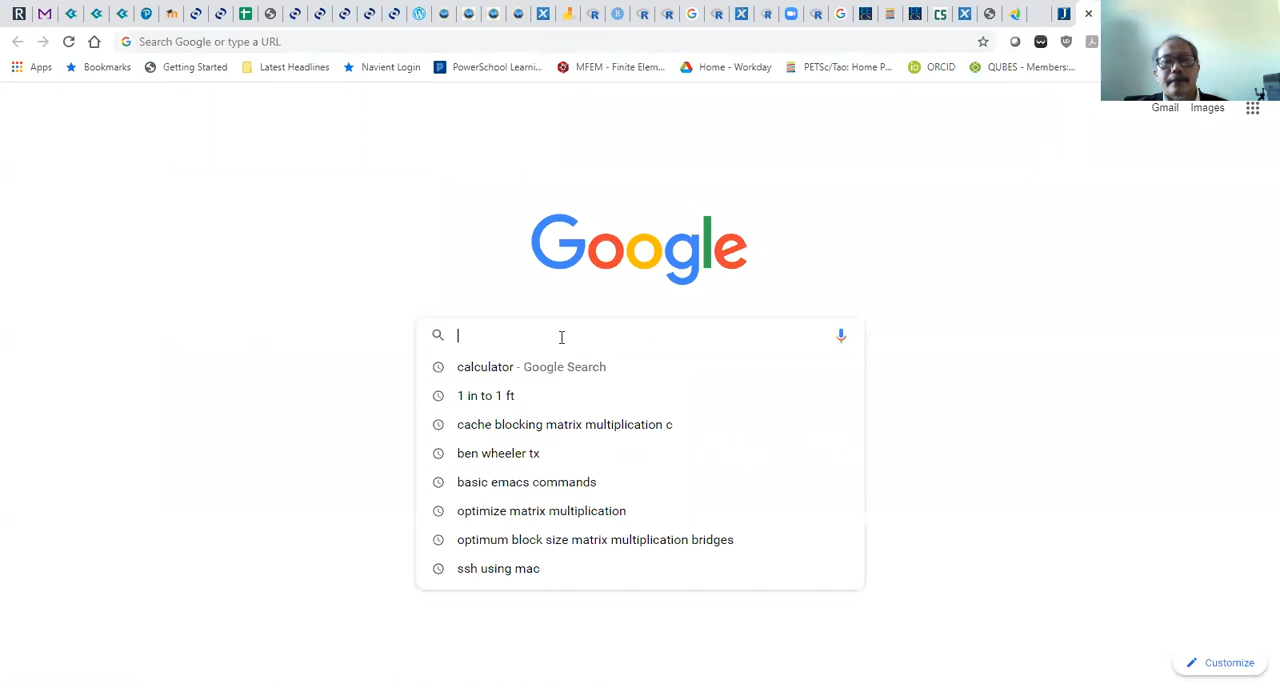 Search Google or type a URL
Apps Bookmarks Getting Started Latest Headlines Navient Login PowerSchool Learni... MFEM - Finite Elem... Home - Workday PETSc/Tao: Home P... ORCID QUBES - Members:...
Gmail Images
Google
calculator - Google Search
1 in to 1 ft
cache blocking matrix multiplication c
ben wheeler tx
basic emacs commands
optimize matrix multiplication
optimum block size matrix multiplication bridges
ssh using mac
Customize